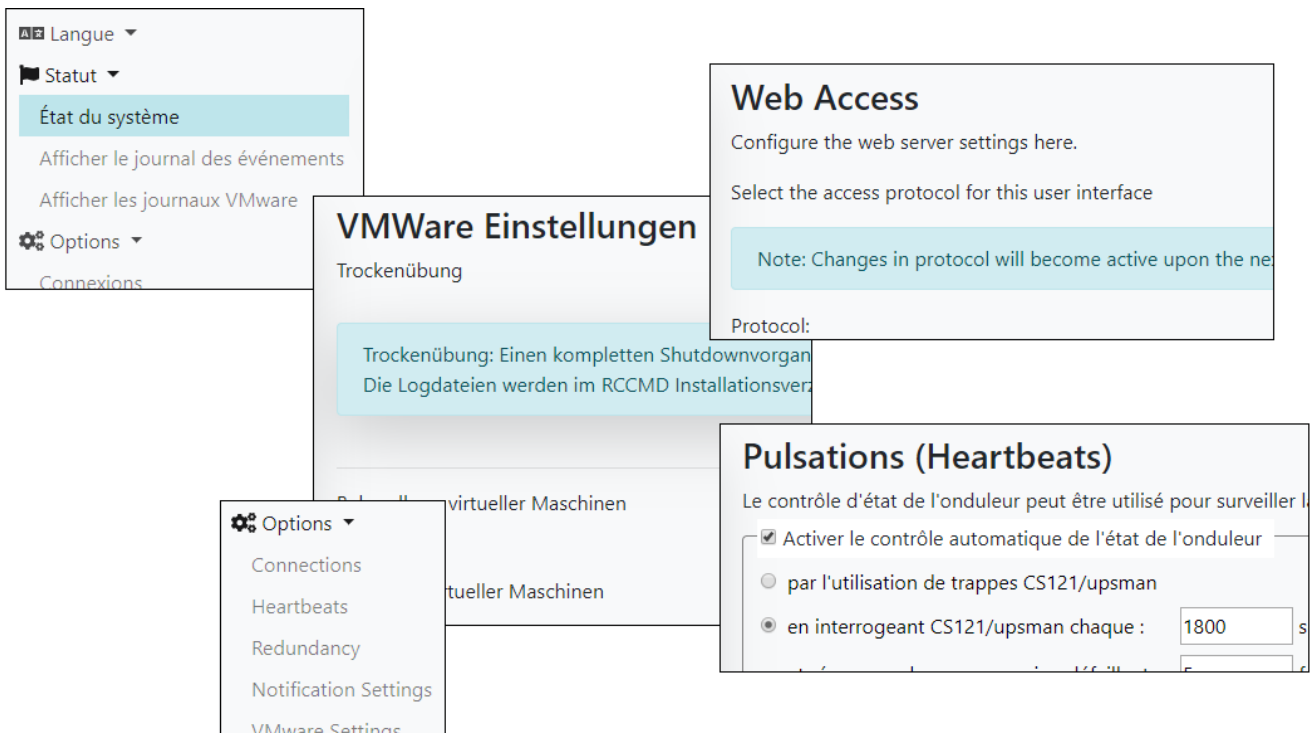 Langue
Statut
État du système
Afficher le journal des événements
Afficher les journaux VMware
Options
Connexions
Web Access
Configure the web server settings here.
Select the access protocol for this user interface
Note: Changes in protocol will become active upon the
Protocol:
VMWare Einstellungen
Trockenübung
Trockenübung: Einen kompletten Shutdownvorgan
Die Logdateien werden im RCCMD Installationsverz
virtueller Maschinen
tueller Maschinen
Pulsations (Heartbeats)
Le contrôle d'état de l'onduleur peut être utilisé pour surveiller
Activer le contrôle automatique de l'état de l'onduleur
par l'utilisation de trappes CS121/upsman
en interrogeant CS121/upsman chaque : 1800 s
Options
Connections
Heartbeats
Redundancy
Notification Settings
VMware Settings